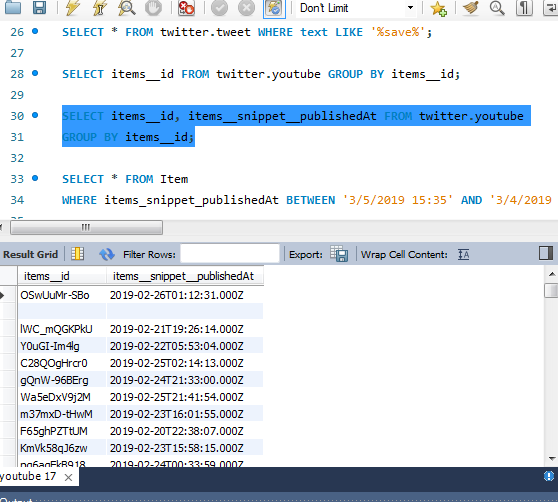 Don't Limit
26 SELECT * FROM twitter.tweet WHERE text LIKE '%save%';
27
28 SELECT items__id FROM twitter.youtube GROUP BY items__id;
29
30 SELECT items__id, items__snippet__publishedAt FROM twitter.youtube
31 GROUP BY items__id;
32
33 SELECT * FROM Item
34 WHERE items_snippet_publishedAt BETWEEN '3/5/2019 15:35' AND '3/4/2019
Result Grid Filter Rows: Export: Wrap Cell Content: IA
items__id items__snippet__publishedAt
OSwUuMr-SBo 2019-02-26T01:12:31.000Z
lWC_mQGKPkU 2019-02-21T19:26:14.000Z
Y0uGI-Im4lg 2019-02-22T05:53:04.000Z
C28QOgHrcr0 2019-02-25T02:14:13.000Z
gQnW-96BErg 2019-02-24T21:33:00.000Z
Wa5eDxV9j2M 2019-02-25T21:41:54.000Z
m37mxD-tHwM 2019-02-23T16:01:55.000Z
F65ghPZTtUM 2019-02-20T22:38:07.000Z
KmVk58qJ6zw 2019-02-23T15:58:15.000Z
2019-02-24T00:33:59.000Z
youtube 17
Output